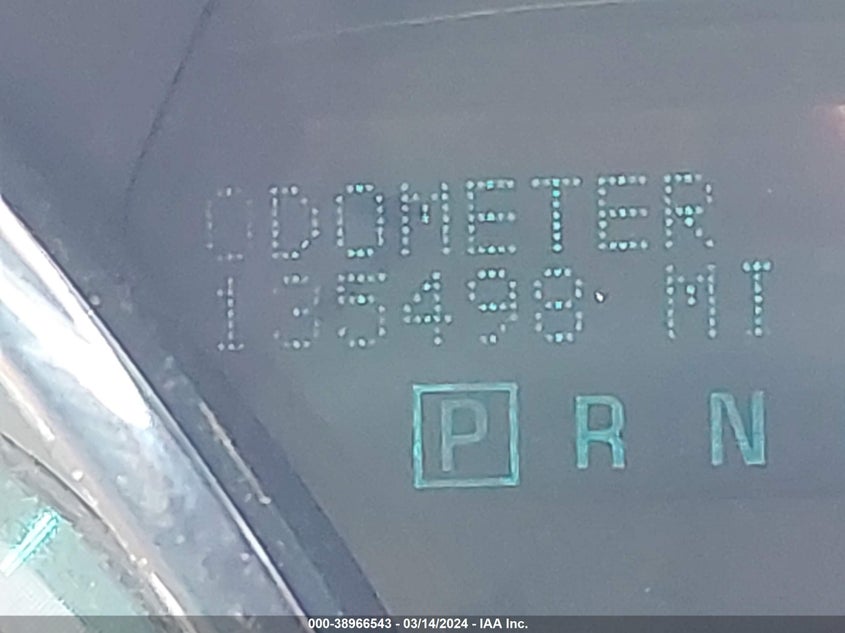 ODOMETER
135498 MI
P R N
000-38966543 - 03/14/2024 - IAA Inc.